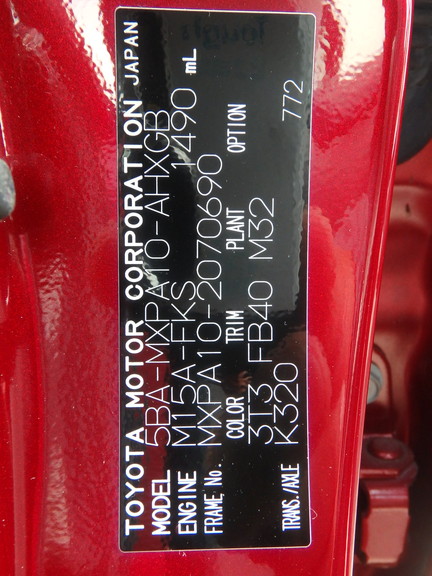 TOYOTA MOTOR CORPORATION JAPAN
MODEL 5BA-MXPA10-AHXGB
ENGINE M15A-FKS 1490 mL
FRAME. No. MXPA10-2070690
COLOR TRIM PLANT OPTION
3T3 FB40 M32 772
TRANS./AXLE K320